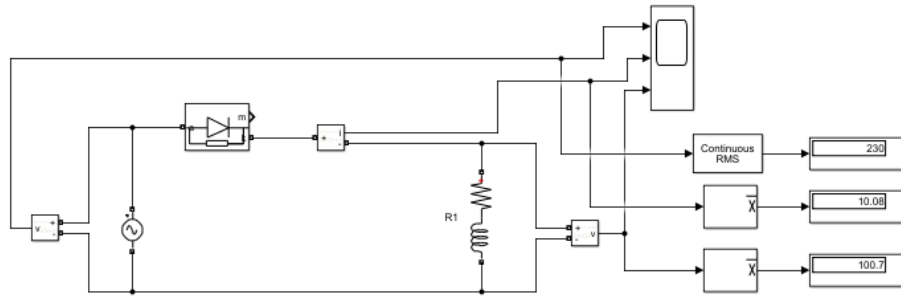 m
i
+
-
Continuous
RMS
230
+
v
-
R1
+
v
-
x
10.08
x
100.7